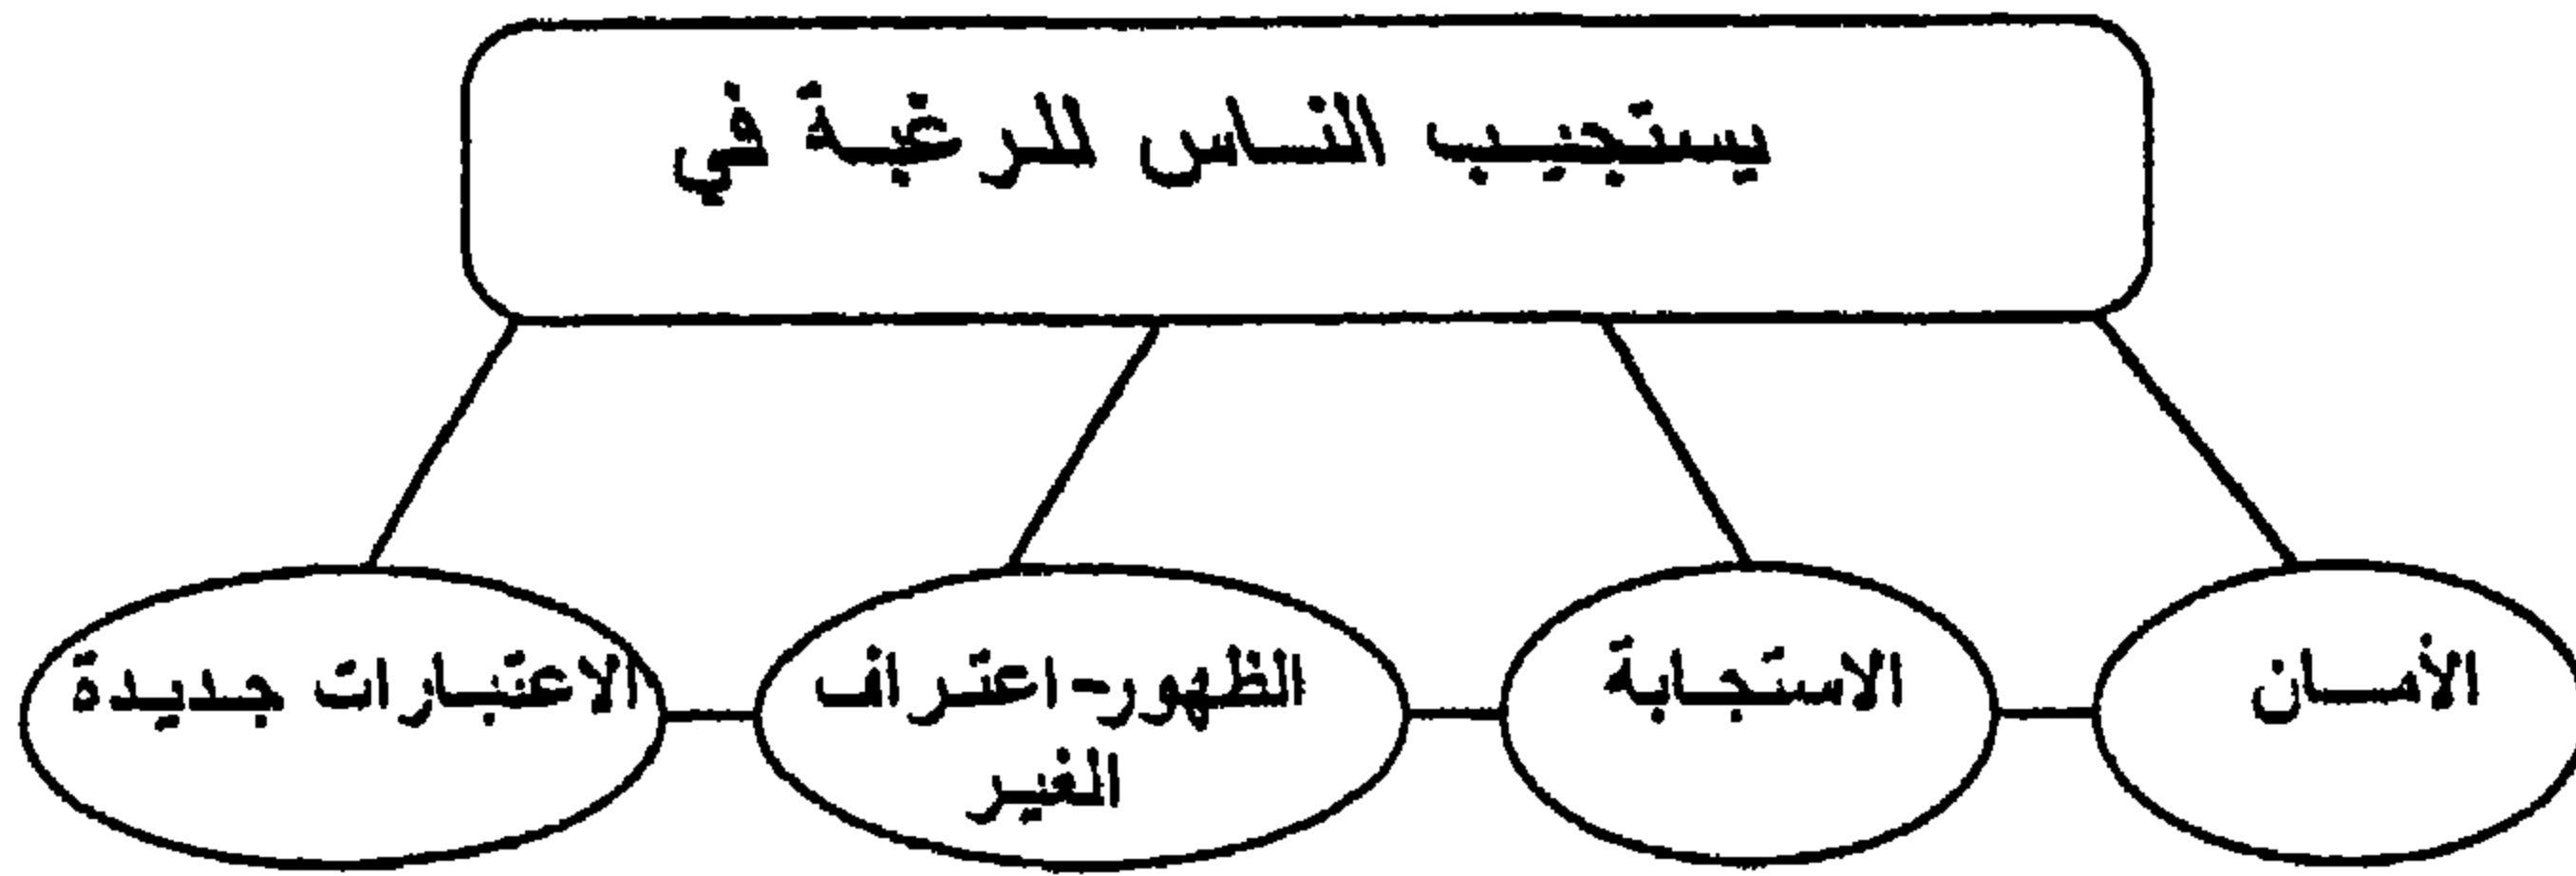 يستجيب الناس للرغبة في
الأمان
الاستجابة
الظهور-اعتراف
الغير
الاعتبارات جديدة